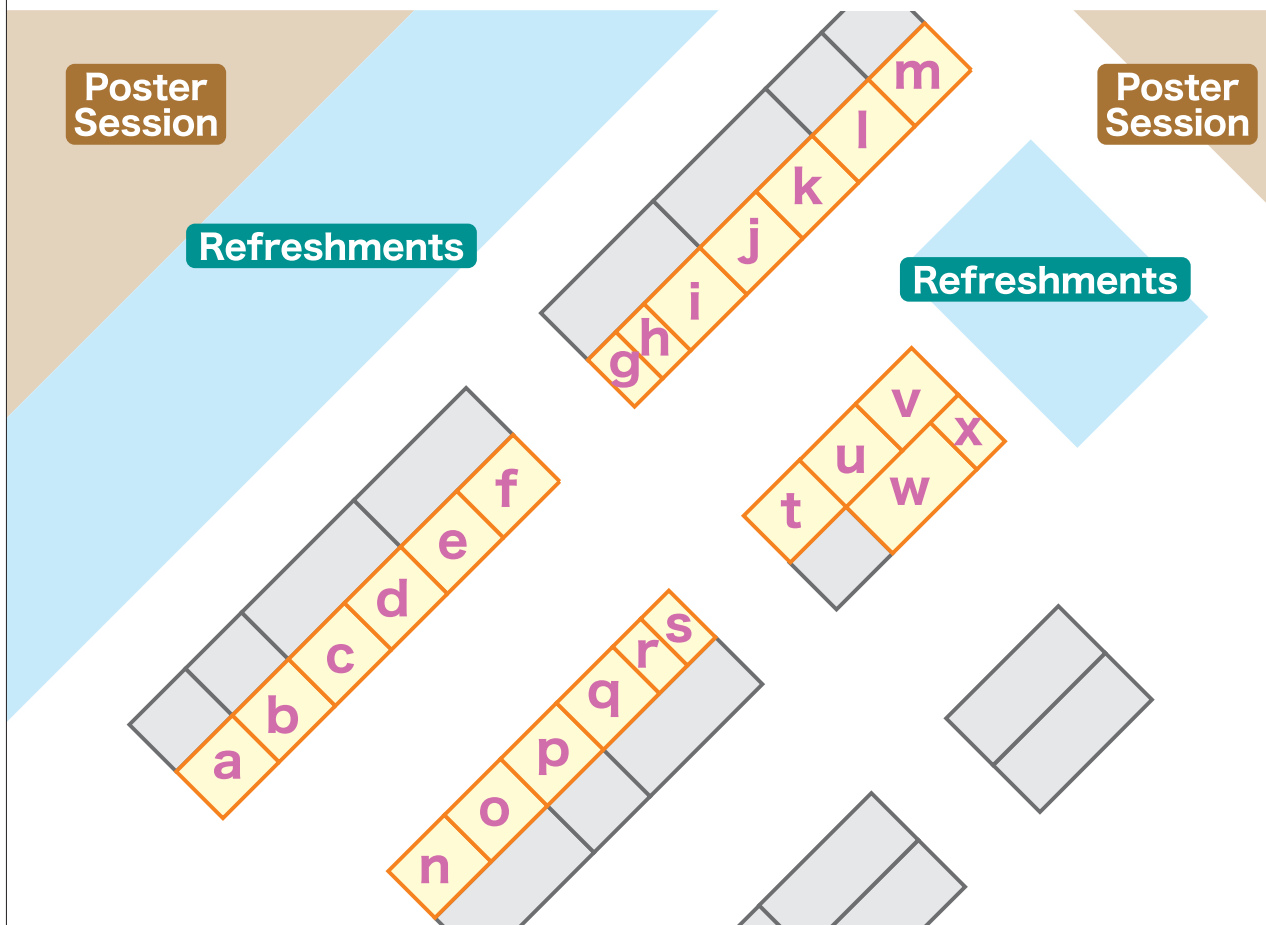 Poster
Session
Refreshments
Poster
Session
Refreshments
m
l
k
j
i
h
g
f
e
d
c
b
a
v
x
u
w
t
s
r
q
p
o
n